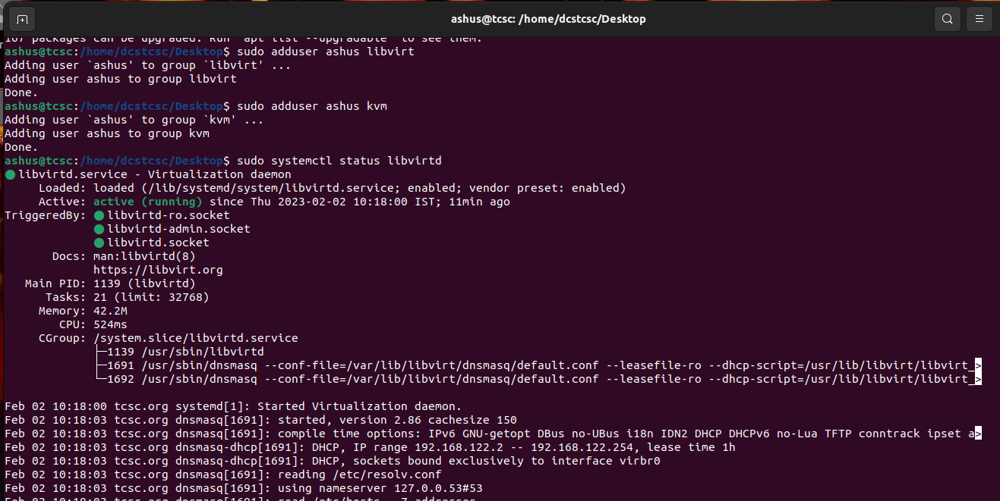 ashus@tcsc: /home/dcstcsc/Desktop
167 packages can be upgraded. Run 'apt list --upgradable' to see them.
ashus@tcsc:/home/dcstcsc/Desktop$ sudo adduser ashus libvirt
Adding user `ashus' to group `libvirt' ...
Adding user ashus to group libvirt
Done.
ashus@tcsc:/home/dcstcsc/Desktop$ sudo adduser ashus kvm
Adding user `ashus' to group `kvm' ...
Adding user ashus to group kvm
Done.
ashus@tcsc:/home/dcstcsc/Desktop$ sudo systemctl status libvirtd
● libvirtd.service - Virtualization daemon
     Loaded: loaded (/lib/systemd/system/libvirtd.service; enabled; vendor preset: enabled)
     Active: active (running) since Thu 2023-02-02 10:18:00 IST; 11min ago
TriggeredBy: ● libvirtd-ro.socket
             ● libvirtd-admin.socket
             ● libvirtd.socket
       Docs: man:libvirtd(8)
             https://libvirt.org
   Main PID: 1139 (libvirtd)
      Tasks: 21 (limit: 32768)
     Memory: 42.2M
        CPU: 524ms
     CGroup: /system.slice/libvirtd.service
             ├─1139 /usr/sbin/libvirtd
             ├─1691 /usr/sbin/dnsmasq --conf-file=/var/lib/libvirt/dnsmasq/default.conf --leasefile-ro --dhcp-script=/usr/lib/libvirt/libvirt_>
             └─1692 /usr/sbin/dnsmasq --conf-file=/var/lib/libvirt/dnsmasq/default.conf --leasefile-ro --dhcp-script=/usr/lib/libvirt/libvirt_>
Feb 02 10:18:00 tcsc.org systemd[1]: Started Virtualization daemon.
Feb 02 10:18:03 tcsc.org dnsmasq[1691]: started, version 2.86 cachesize 150
Feb 02 10:18:03 tcsc.org dnsmasq[1691]: compile time options: IPv6 GNU-getopt DBus no-UBus i18n IDN2 DHCP DHCPv6 no-Lua TFTP conntrack ipset a>
Feb 02 10:18:03 tcsc.org dnsmasq-dhcp[1691]: DHCP, IP range 192.168.122.2 -- 192.168.122.254, lease time 1h
Feb 02 10:18:03 tcsc.org dnsmasq-dhcp[1691]: DHCP, sockets bound exclusively to interface virbr0
Feb 02 10:18:03 tcsc.org dnsmasq[1691]: reading /etc/resolv.conf
Feb 02 10:18:03 tcsc.org dnsmasq[1691]: using nameserver 127.0.0.53#53
Feb 02 10:18:03 tcsc.org dnsmasq[1691]: read /etc/hosts - 7 addresses